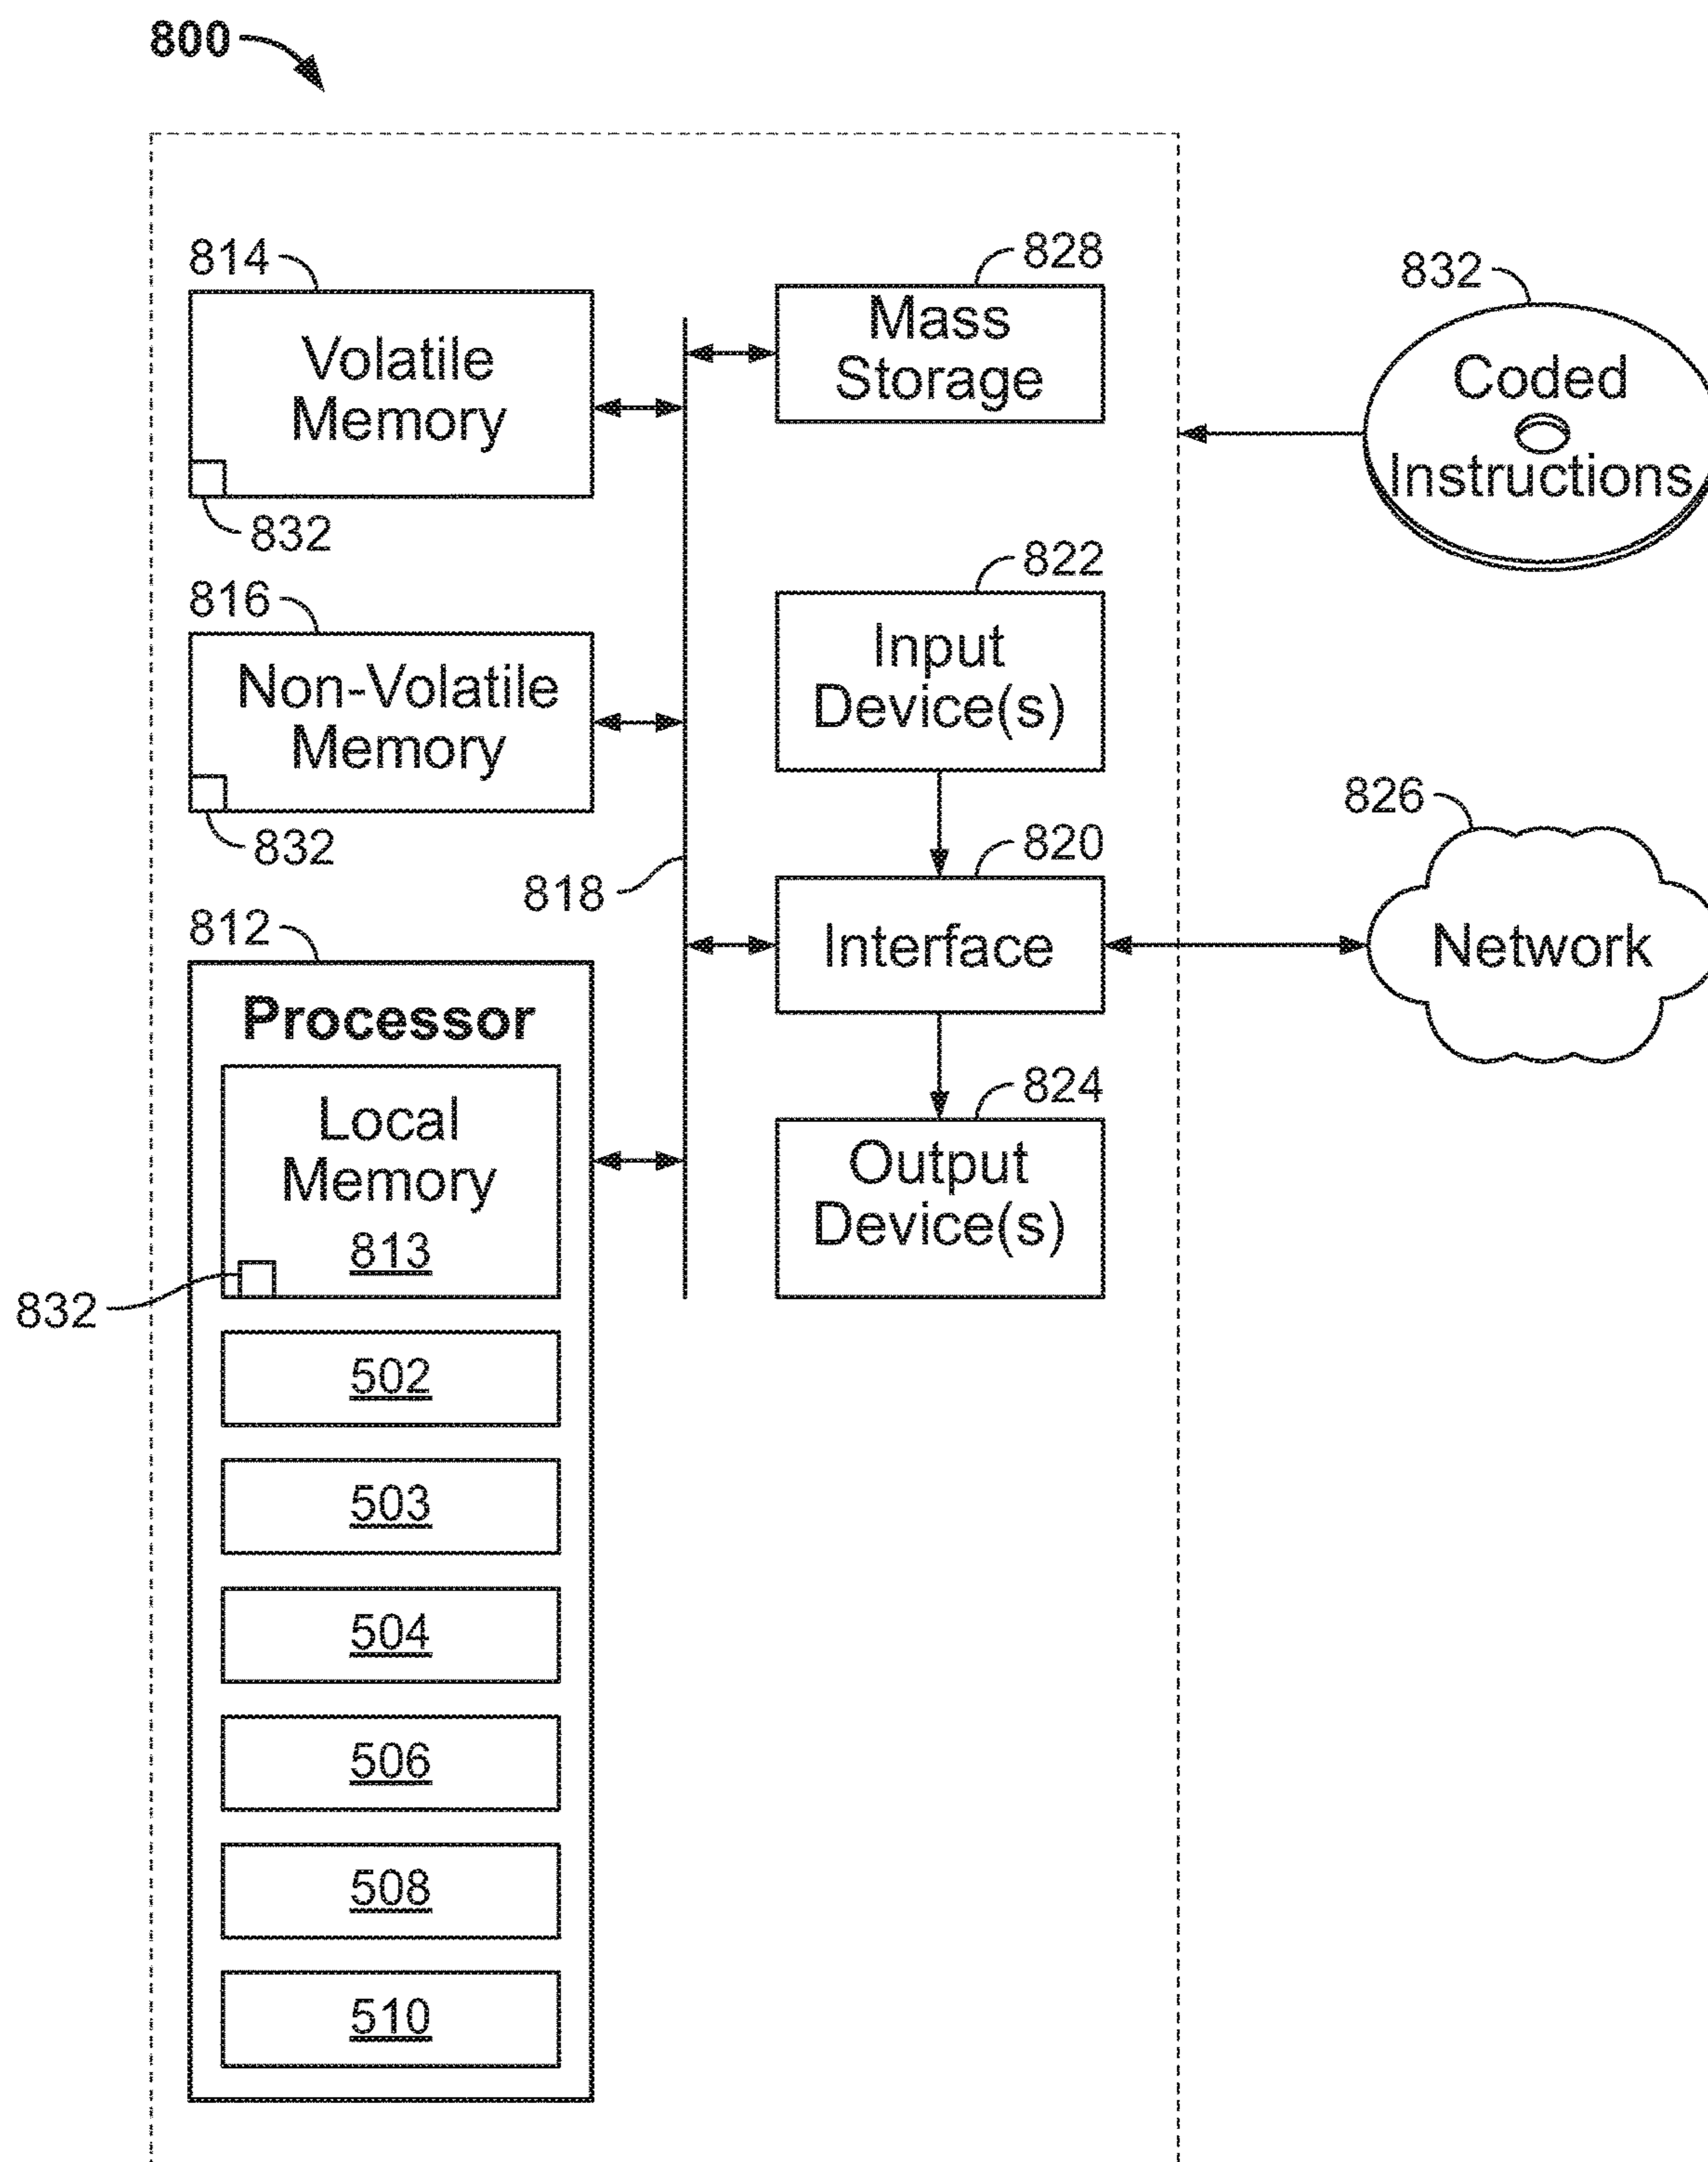 800
814
Volatile
Memory
832
816
Non-Volatile
Memory
832
818
812
Processor
Local
Memory
813
832
502
503
504
506
508
510
828
Mass
Storage
822
Input
Device(s)
820
Interface
824
Output
Device(s)
832
Coded
Instructions
826
Network